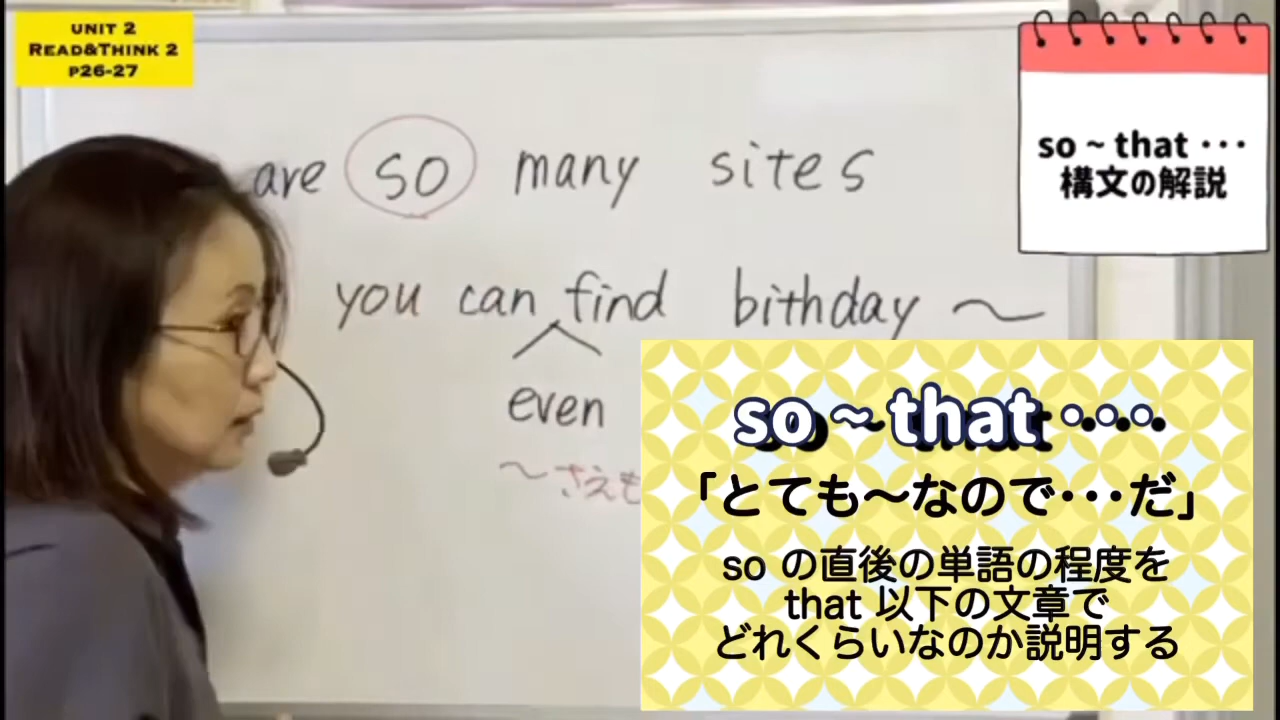 UNIT 2
READ&THINK 2
P26-27
so ~ that ･･･
構文の解説
are so many sites
you can find bithday ～
even
～さえも
so ~ that ･･･
「とても～なので･･･だ」
so の直後の単語の程度を
that 以下の文章で
どれくらいなのか説明する